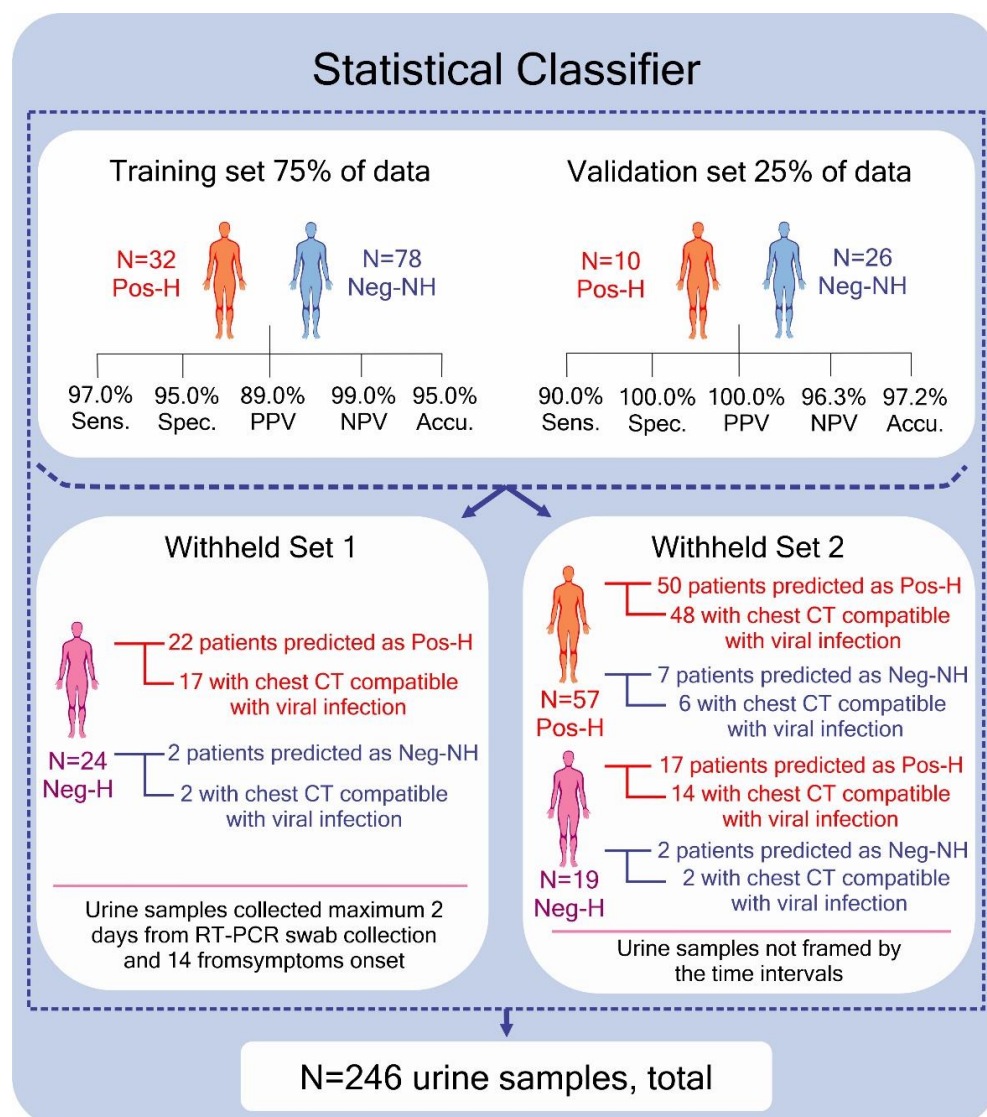 Statistical Classifier
Training set 75% of data
N=32
Pos-H
N=78
Neg-NH
97.0%
Sens.
95.0%
Spec.
89.0%
PPV
99.0%
NPV
95.0%
Accu.
Validation set 25% of data
N=10
Pos-H
N=26
Neg-NH
90.0%
Sens.
100.0%
Spec.
100.0%
PPV
96.3%
NPV
97.2%
Accu.
Withheld Set 1
22 patients predicted as Pos-H
17 with chest CT compatible
with viral infection
N=24
Neg-H
2 patients predicted as Neg-NH
2 with chest CT compatible
with viral infection
Urine samples collected maximum 2
days from RT-PCR swab collection
and 14 fromsymptoms onset
Withheld Set 2
50 patients predicted as Pos-H
48 with chest CT compatible
with viral infection
7 patients predicted as Neg-NH
6 with chest CT compatible
with viral infection
N=57
Pos-H
17 patients predicted as Pos-H
14 with chest CT compatible
with viral infection
2 patients predicted as Neg-NH
2 with chest CT compatible
with viral infection
N=19
Neg-H
Urine samples not framed by
the time intervals
N=246 urine samples, total